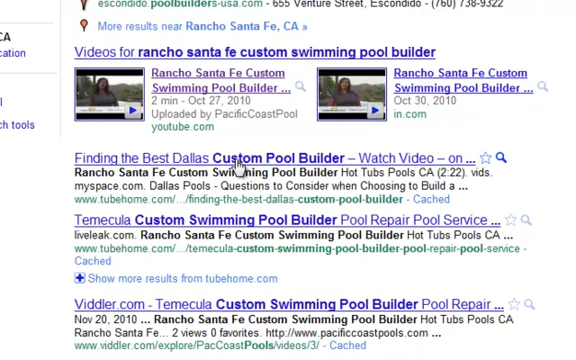 escondido.poolbuilders-usa.com - 655 Venture Street, Escondido - (760) 738-9322
CA
More results near Rancho Santa Fe, CA »
cation
Videos for rancho santa fe custom swimming pool builder
Rancho Santa Fe Custom
Swimming Pool Builder ...
2 min - Oct 27, 2010
Uploaded by PacificCoastPool
youtube.com
Rancho Santa Fe Custom
Swimming Pool Builder ...
Oct 30, 2010
in.com
l
ch tools
Finding the Best Dallas Custom Pool Builder – Watch Video – on ...
Rancho Santa Fe Custom Swimming Pool Builder Hot Tubs Pools CA (2:22). vids.
myspace.com. Dallas Pools - Questions to Consider when Choosing to Build a ...
www.tubehome.com/.../finding-the-best-dallas-custom-pool-builder - Cached
Temecula Custom Swimming Pool Builder Pool Repair Pool Service ...
liveleak.com. Rancho Santa Fe Custom Swimming Pool Builder Hot Tubs Pools CA ...
www.tubehome.com/.../temecula-custom-swimming-pool-builder-pool-repair-pool-service -
Cached
Show more results from tubehome.com
Viddler.com - Temecula Custom Swimming Pool Builder Pool Repair ...
Nov 20, 2010 ... Rancho Santa Fe Custom Swimming Pool Builder Hot Tubs Pools CA
Rancho Santa Fe... 2 views 0 favorites. http://www.pacificcoastpools.com ...
www.viddler.com/explore/PacCoastPools/videos/3/ - Cached